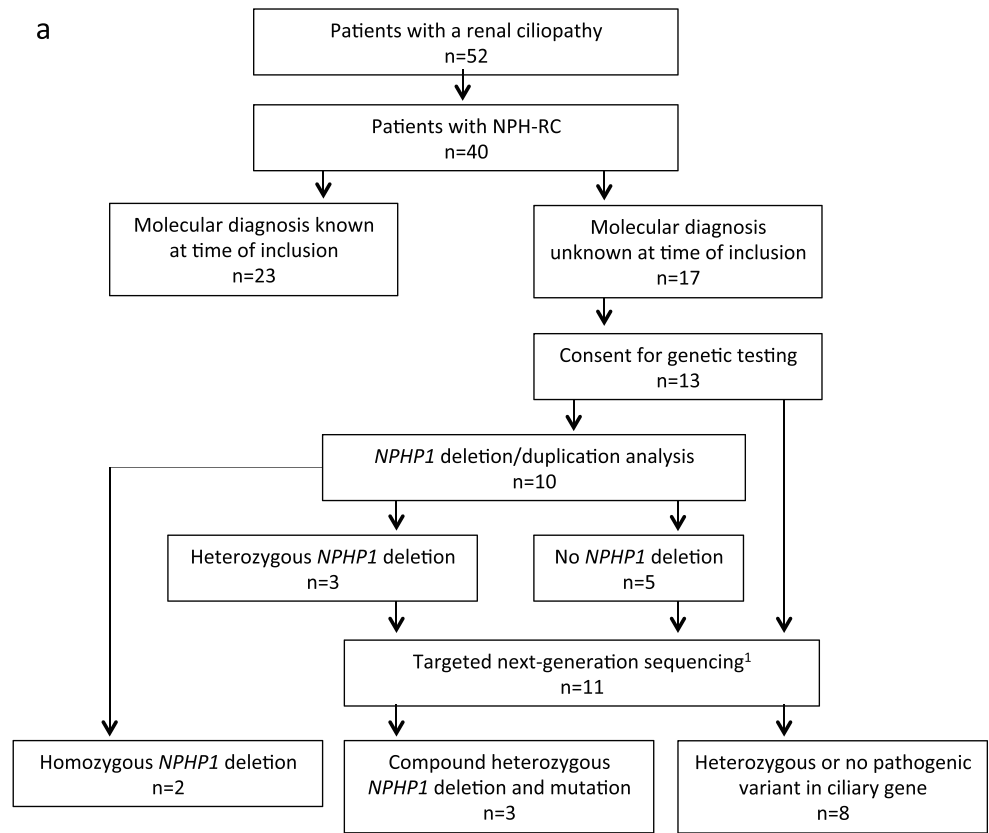 a
Patients with a renal ciliopathy
n=52
Patients with NPH-RC
n=40
Molecular diagnosis known
at time of inclusion
n=23
Molecular diagnosis
unknown at time of inclusion
n=17
Consent for genetic testing
n=13
NPHP1 deletion/duplication analysis
n=10
Heterozygous NPHP1 deletion
n=3
No NPHP1 deletion
n=5
Targeted next-generation sequencing¹
n=11
Homozygous NPHP1 deletion
n=2
Compound heterozygous
NPHP1 deletion and mutation
n=3
Heterozygous or no pathogenic
variant in ciliary gene
n=8